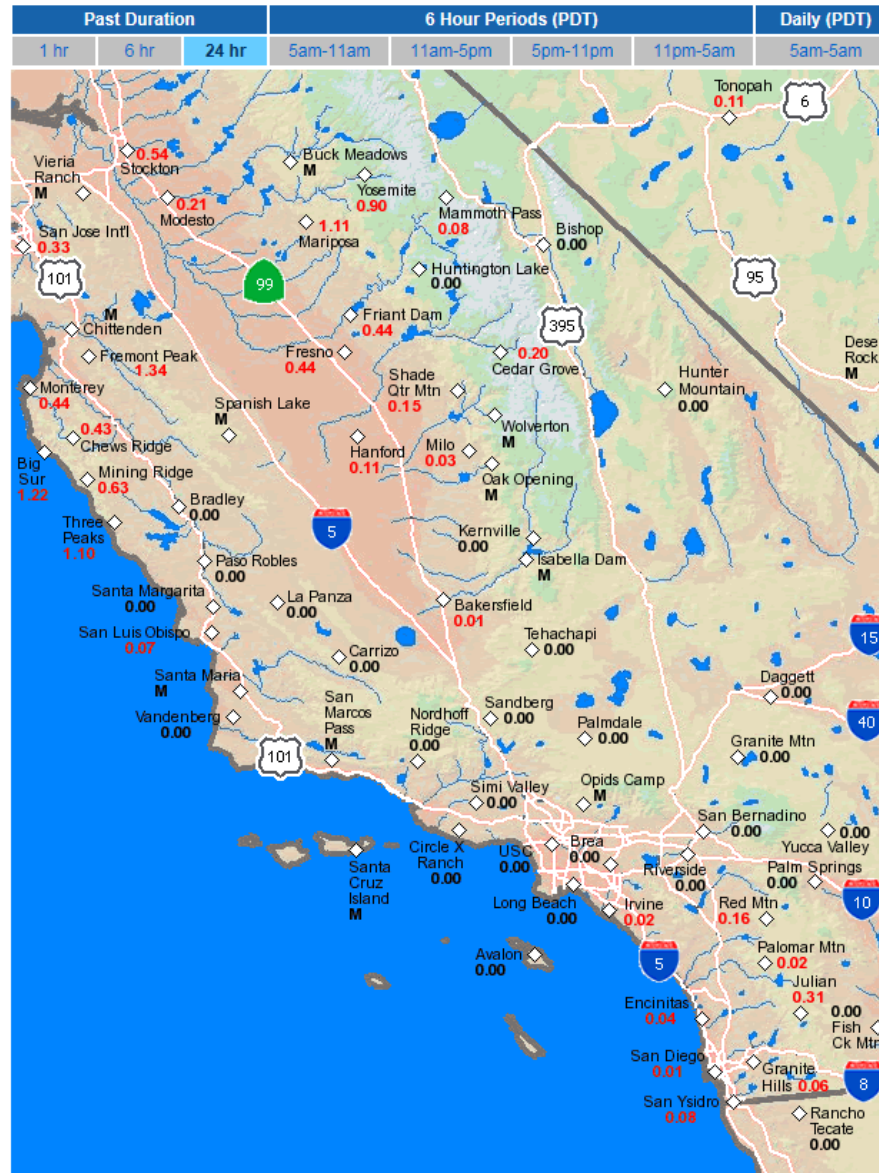 Past Duration
6 Hour Periods (PDT)
Daily (PDT)
1 hr
6 hr
24 hr
5am-11am
11am-5pm
5pm-11pm
11pm-5am
5am-5am
Tonopah
0.11
6
0.54
Stockton
Vieria
Ranch
M
Buck Meadows
M
Yosemite
0.90
0.21
Modesto
1.11
Mariposa
Mammoth Pass
0.08
San Jose Int'l
0.33
Bishop
0.00
101
99
Huntington Lake
0.00
95
M
Chittenden
Friant Dam
0.44
395
Fremont Peak
1.34
Fresno
0.44
0.20
Cedar Grove
Dese
Rock
M
Monterey
0.44
Shade
Qtr Mtn
0.15
Hunter
Mountain
0.00
0.43
Chews Ridge
Spanish Lake
M
Wolverton
M
Hanford
0.11
Milo
0.03
Big
Sur
1.22
Mining Ridge
0.63
Oak Opening
M
Bradley
0.00
Three
Peaks
1.10
5
Kernville
0.00
Isabella Dam
M
Paso Robles
0.00
Santa Margarita
0.00
La Panza
0.00
Bakersfield
0.01
San Luis Obispo
0.07
Tehachapi
0.00
15
Carrizo
0.00
Santa Maria
M
Daggett
0.00
Vandenberg
0.00
San
Marcos
Pass
M
Nordhoff
Ridge
0.00
Sandberg
0.00
Palmdale
0.00
40
101
Granite Mtn
0.00
Simi Valley
0.00
Opids Camp
M
San Bernadino
0.00
0.00
Yucca Valley
Circle X
Ranch
0.00
USC
0.00
Brea
0.00
Riverside
0.00
Palm Springs
0.00
Santa
Cruz
Island
M
Long Beach
0.00
Irvine
0.02
Red Mtn
0.16
10
Avalon
0.00
5
Palomar Mtn
0.02
Julian
0.31
Encinitas
0.04
0.00
Fish
Ck Mtn
San Diego
0.01
Granite
Hills 0.06
8
San Ysidro
0.08
Rancho
Tecate
0.00